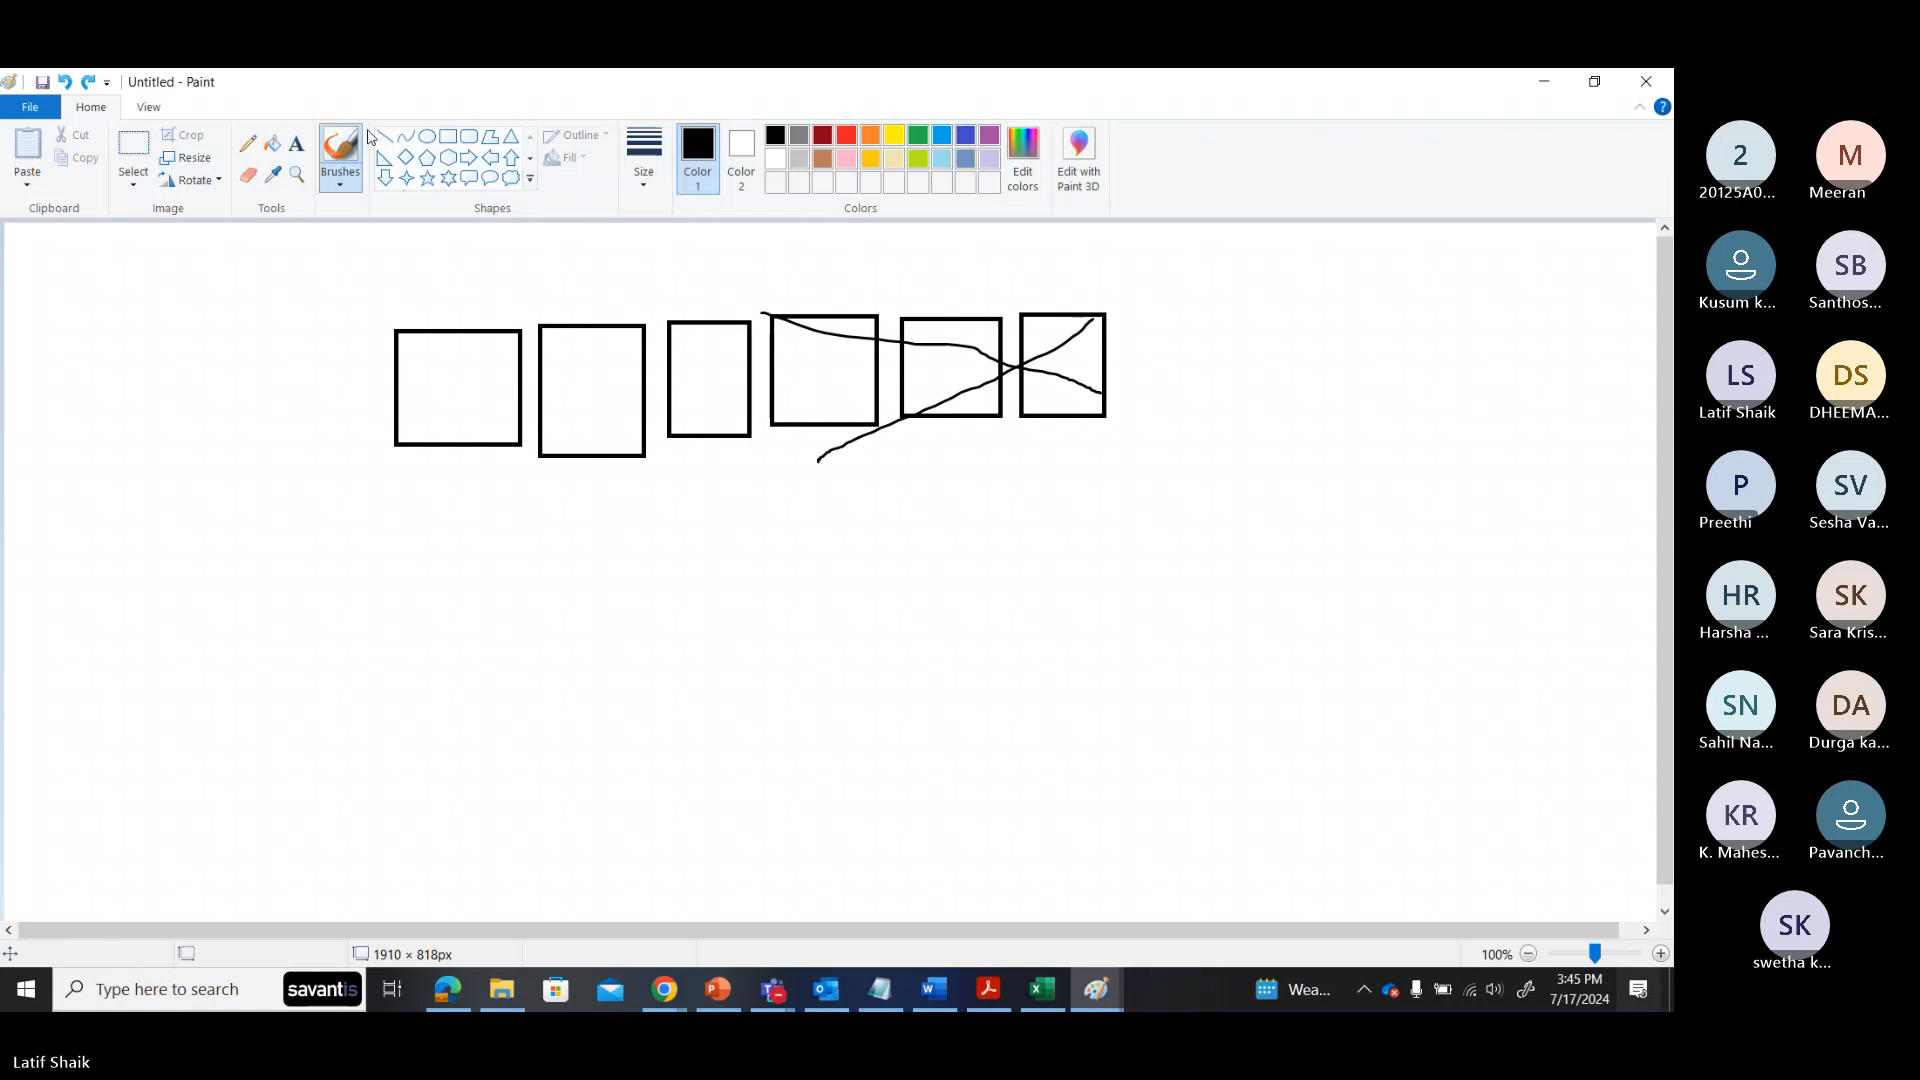 Untitled - Paint
File Home View
Paste
Cut
Copy
Clipboard
Select
Crop
Resize
Rotate
Image
A
Tools
Brushes
Shapes
Outline
Fill
Size
Color 1
Color 2
Edit colors
Edit with Paint 3D
Colors
1910 × 818px
100%
Type here to search
savantis
Wea...
3:45 PM
7/17/2024
2
20125A0...
M
Meeran
Kusum k...
SB
Santhos...
LS
Latif Shaik
DS
DHEEMA...
P
Preethi
SV
Sesha Va...
HR
Harsha ...
SK
Sara Kris...
SN
Sahil Na...
DA
Durga ka...
KR
K. Mahes...
Pavanch...
SK
swetha k...
Latif Shaik